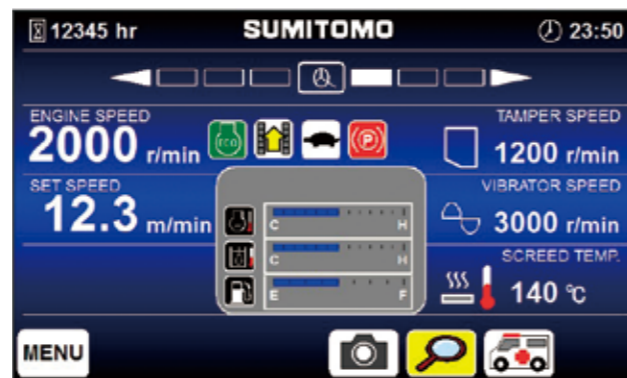 12345 hr SUMITOMO 23:50
ENGINE SPEED
2000 r/min
eco
(P)
TAMPER SPEED
1200 r/min
SET SPEED
12.3 m/min
VIBRATOR SPEED
3000 r/min
C H
C H
E F
SCREED TEMP.
140 ℃
MENU